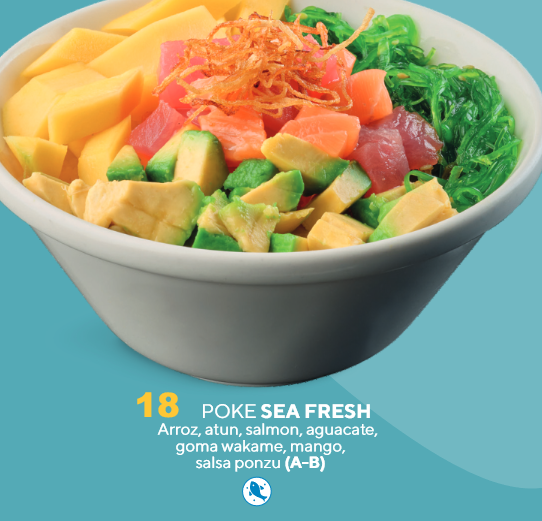 18 POKE SEA FRESH
Arroz, atun, salmon, aguacate,
goma wakame, mango,
salsa ponzu (A-B)